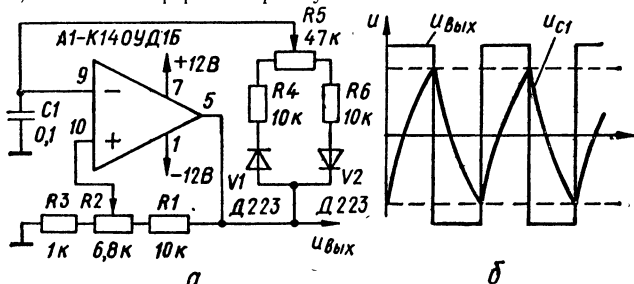 A1-К140УД1Б
R5
47к
+12В
9
7
5
R4
10к
R6
10к
C1
0,1
10
1
-12В
V1
V2
Д223
Д223
R3
R2
R1
1к
6,8к
10к
Uвых
а
u
Uвых
UC1
б